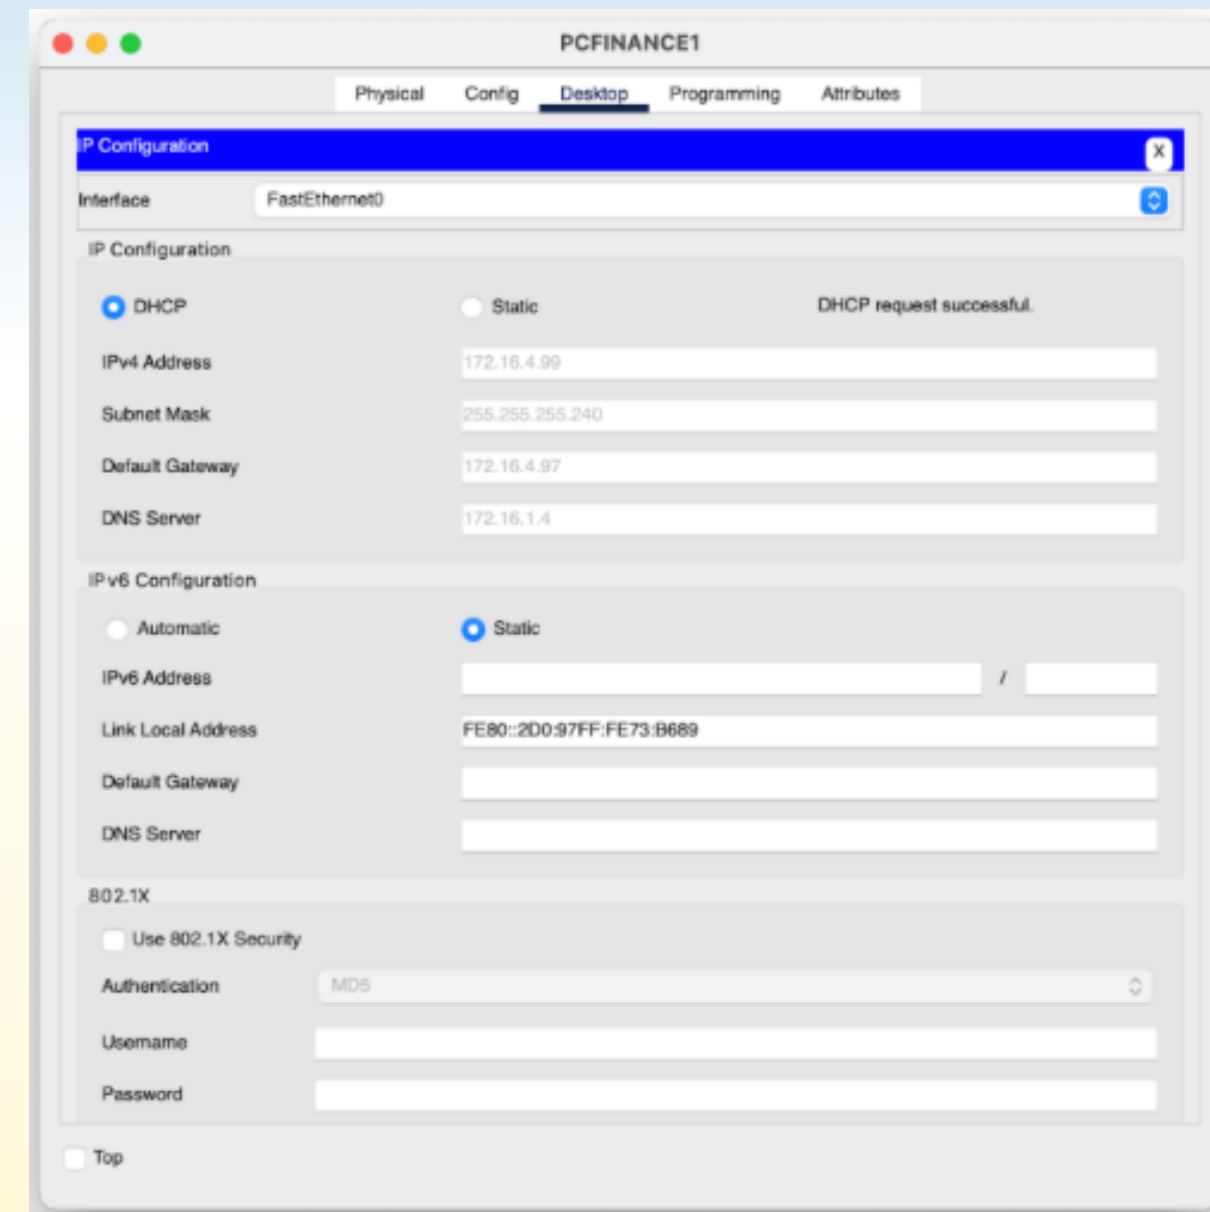 PCFINANCE1
Physical Config Desktop Programming Attributes
IP Configuration X
Interface FastEthernet0
IP Configuration
DHCP Static DHCP request successful.
IPv4 Address 172.16.4.99
Subnet Mask 255.255.255.240
Default Gateway 172.16.4.97
DNS Server 172.16.1.4
IPv6 Configuration
Automatic Static
IPv6 Address /
Link Local Address FE80::2D0:97FF:FE73:B689
Default Gateway
DNS Server
802.1X
Use 802.1X Security
Authentication MD5
Username
Password
Top